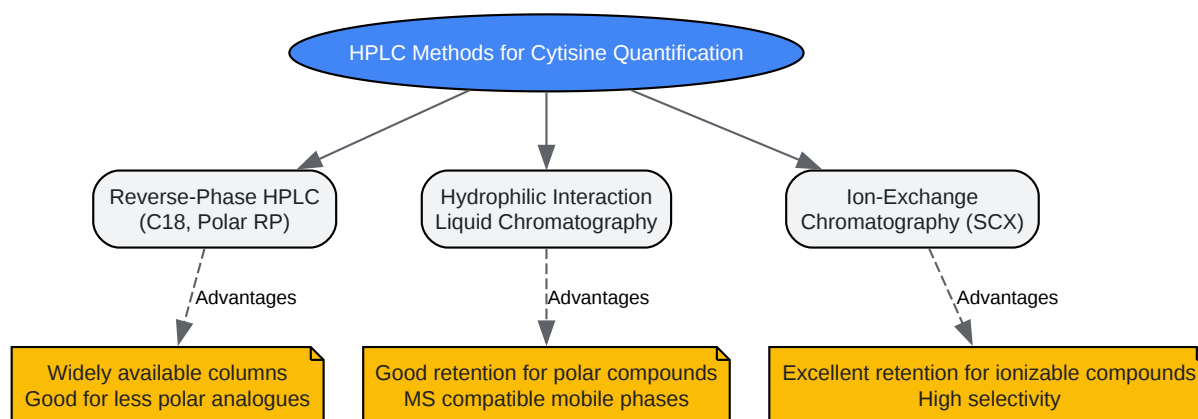 HPLC Methods for Cytisine Quantification
Reverse-Phase HPLC
(C18, Polar RP)
Hydrophilic Interaction
Liquid Chromatography
Ion-Exchange
Chromatography (SCX)
Advantages
Advantages
Advantages
Widely available columns
Good for less polar analogues
Good retention for polar compounds
MS compatible mobile phases
Excellent retention for ionizable compounds
High selectivity